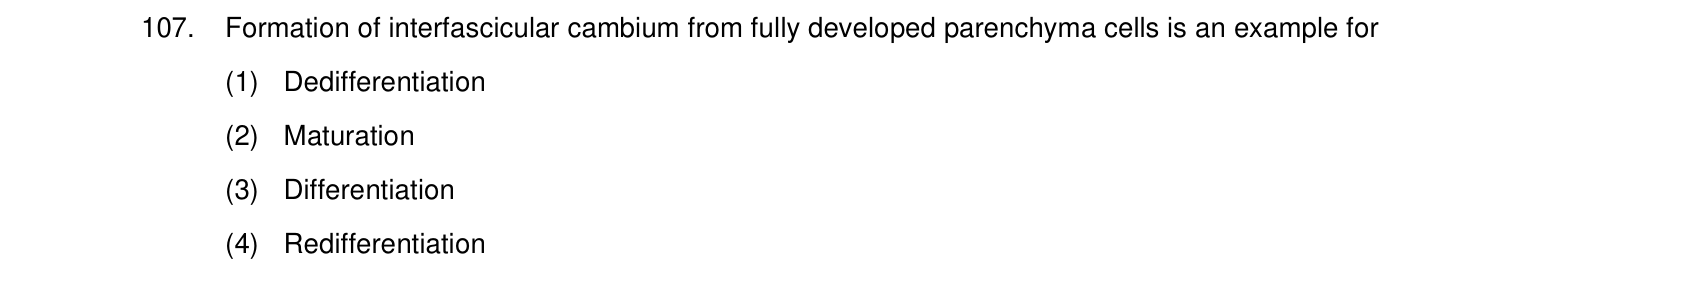 107. Formation of interfascicular cambium from fully developed parenchyma cells is an example for
(1) Dedifferentiation
(2) Maturation
(3) Differentiation
(4) Redifferentiation